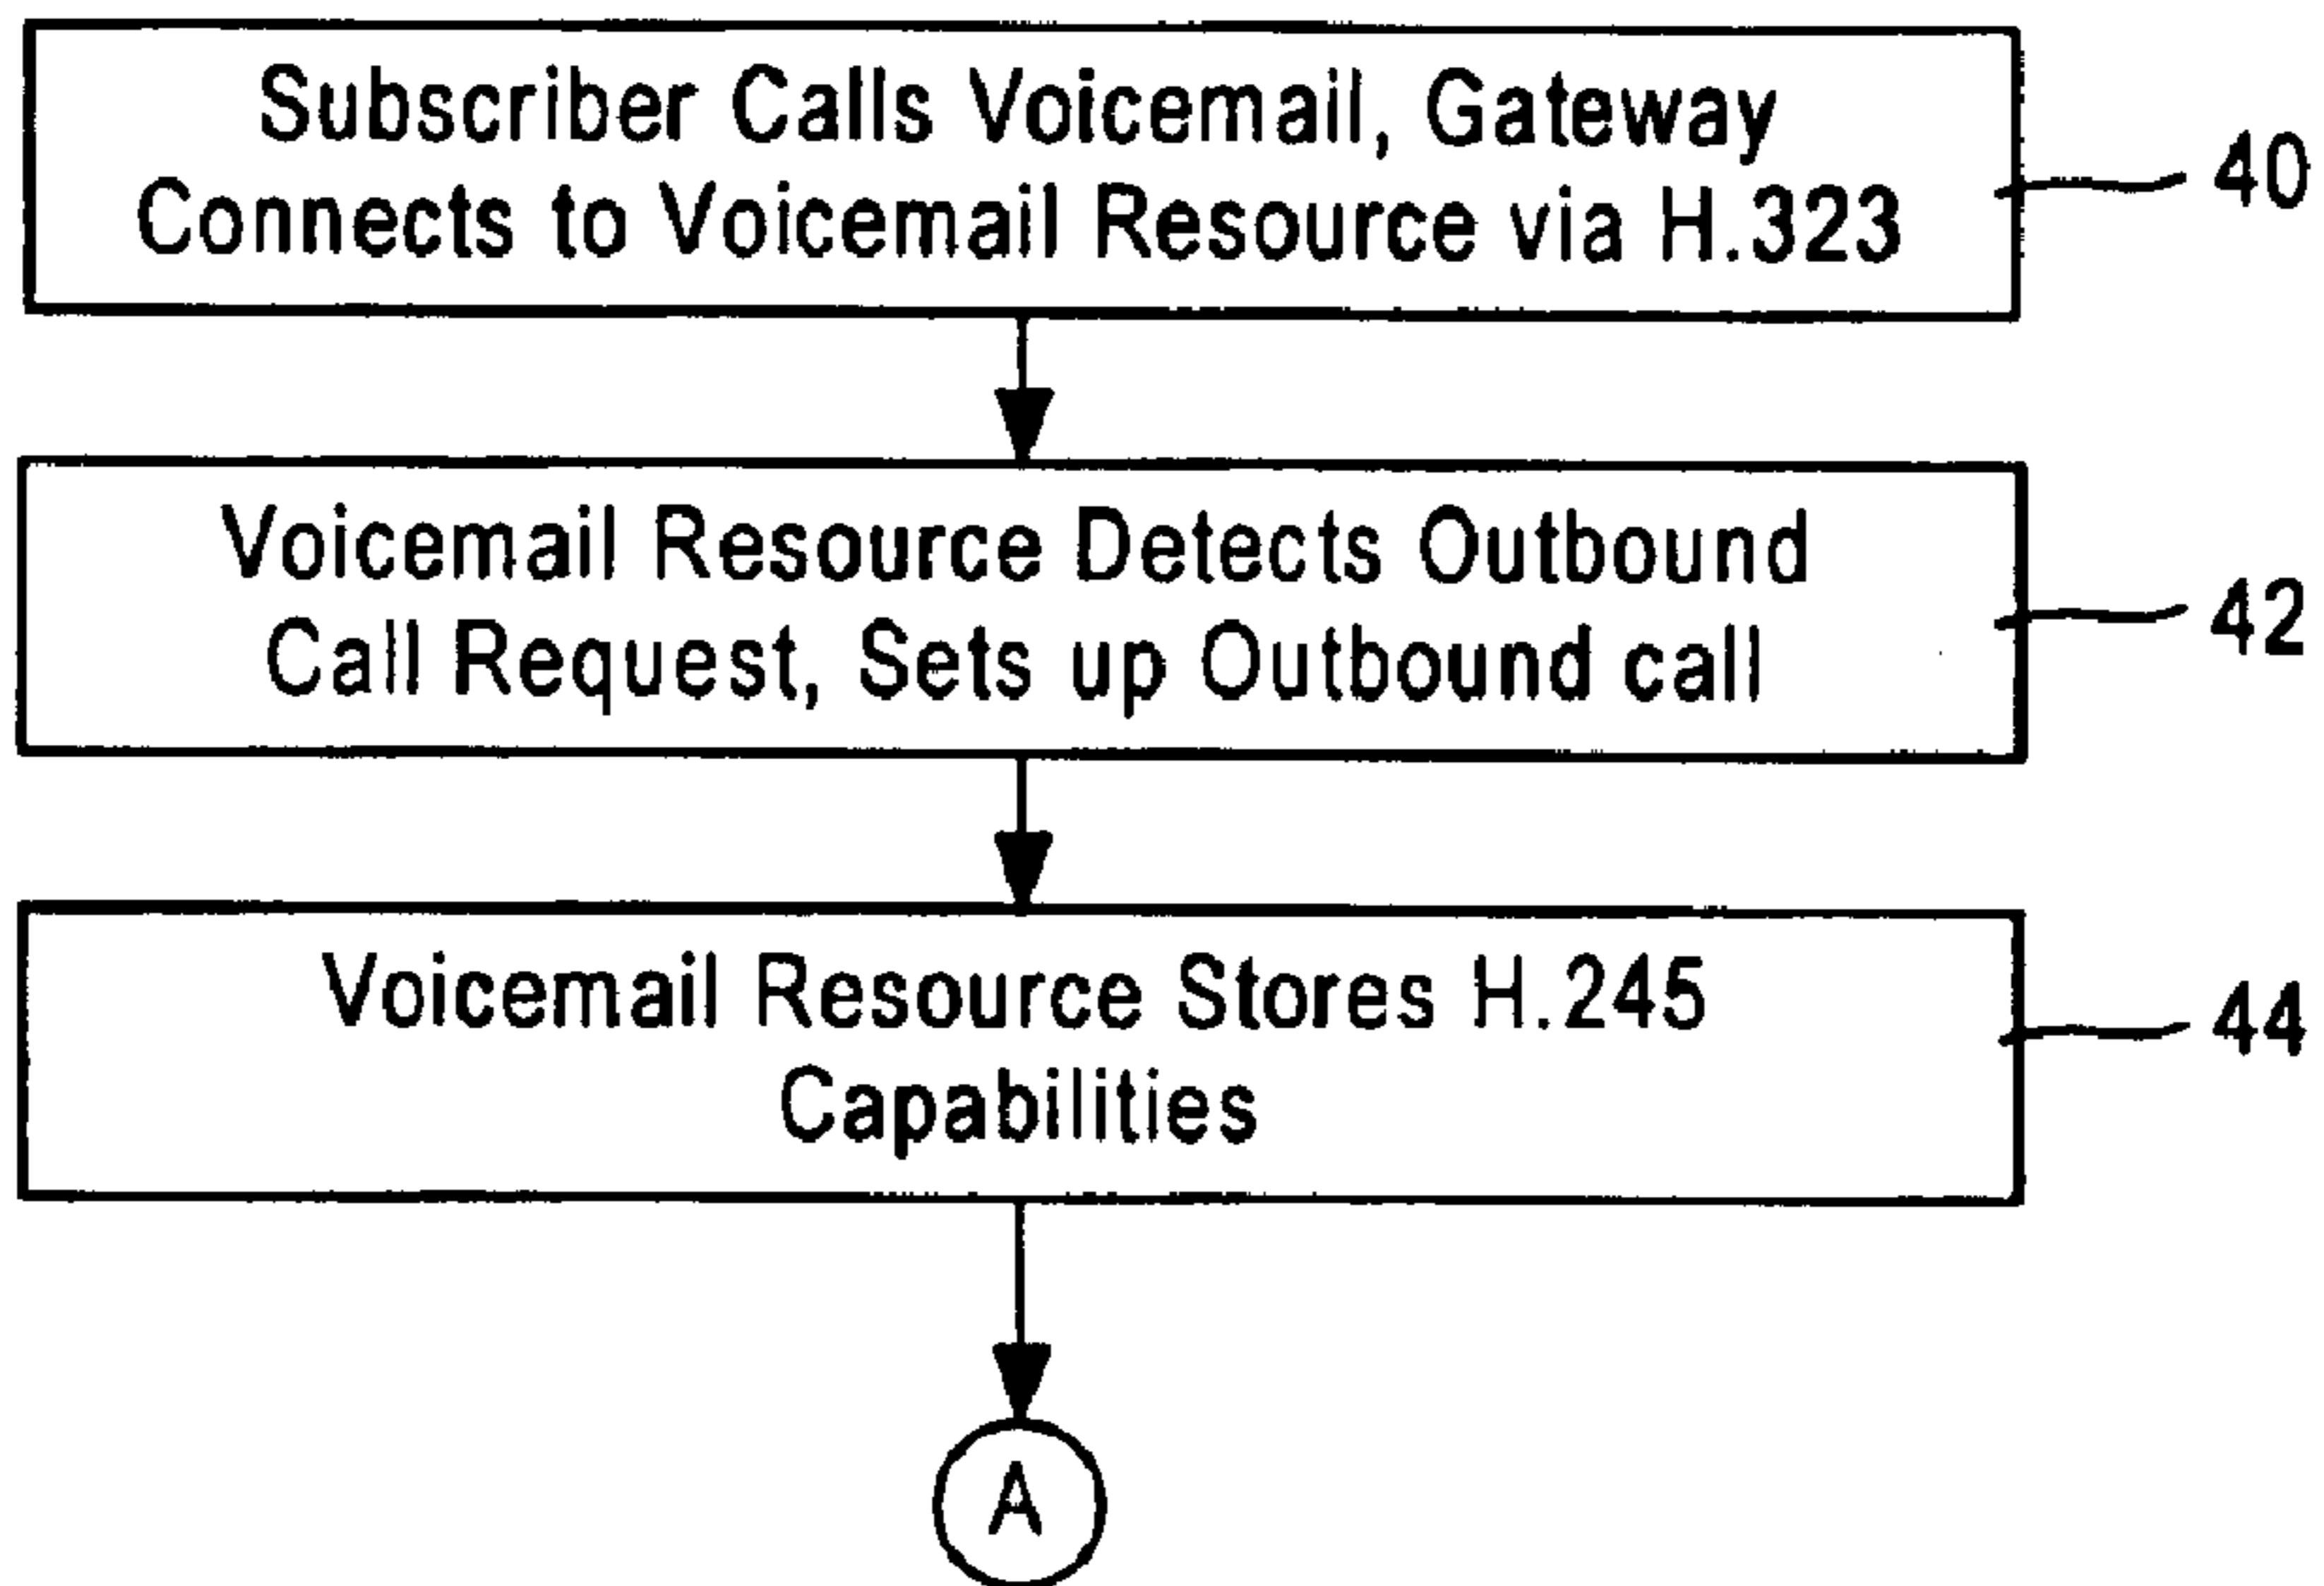 Subscriber Calls Voicemail, Gateway
Connects to Voicemail Resource via H.323
40
Voicemail Resource Detects Outbound
Call Request, Sets up Outbound call
42
Voicemail Resource Stores H.245
Capabilities
44
A